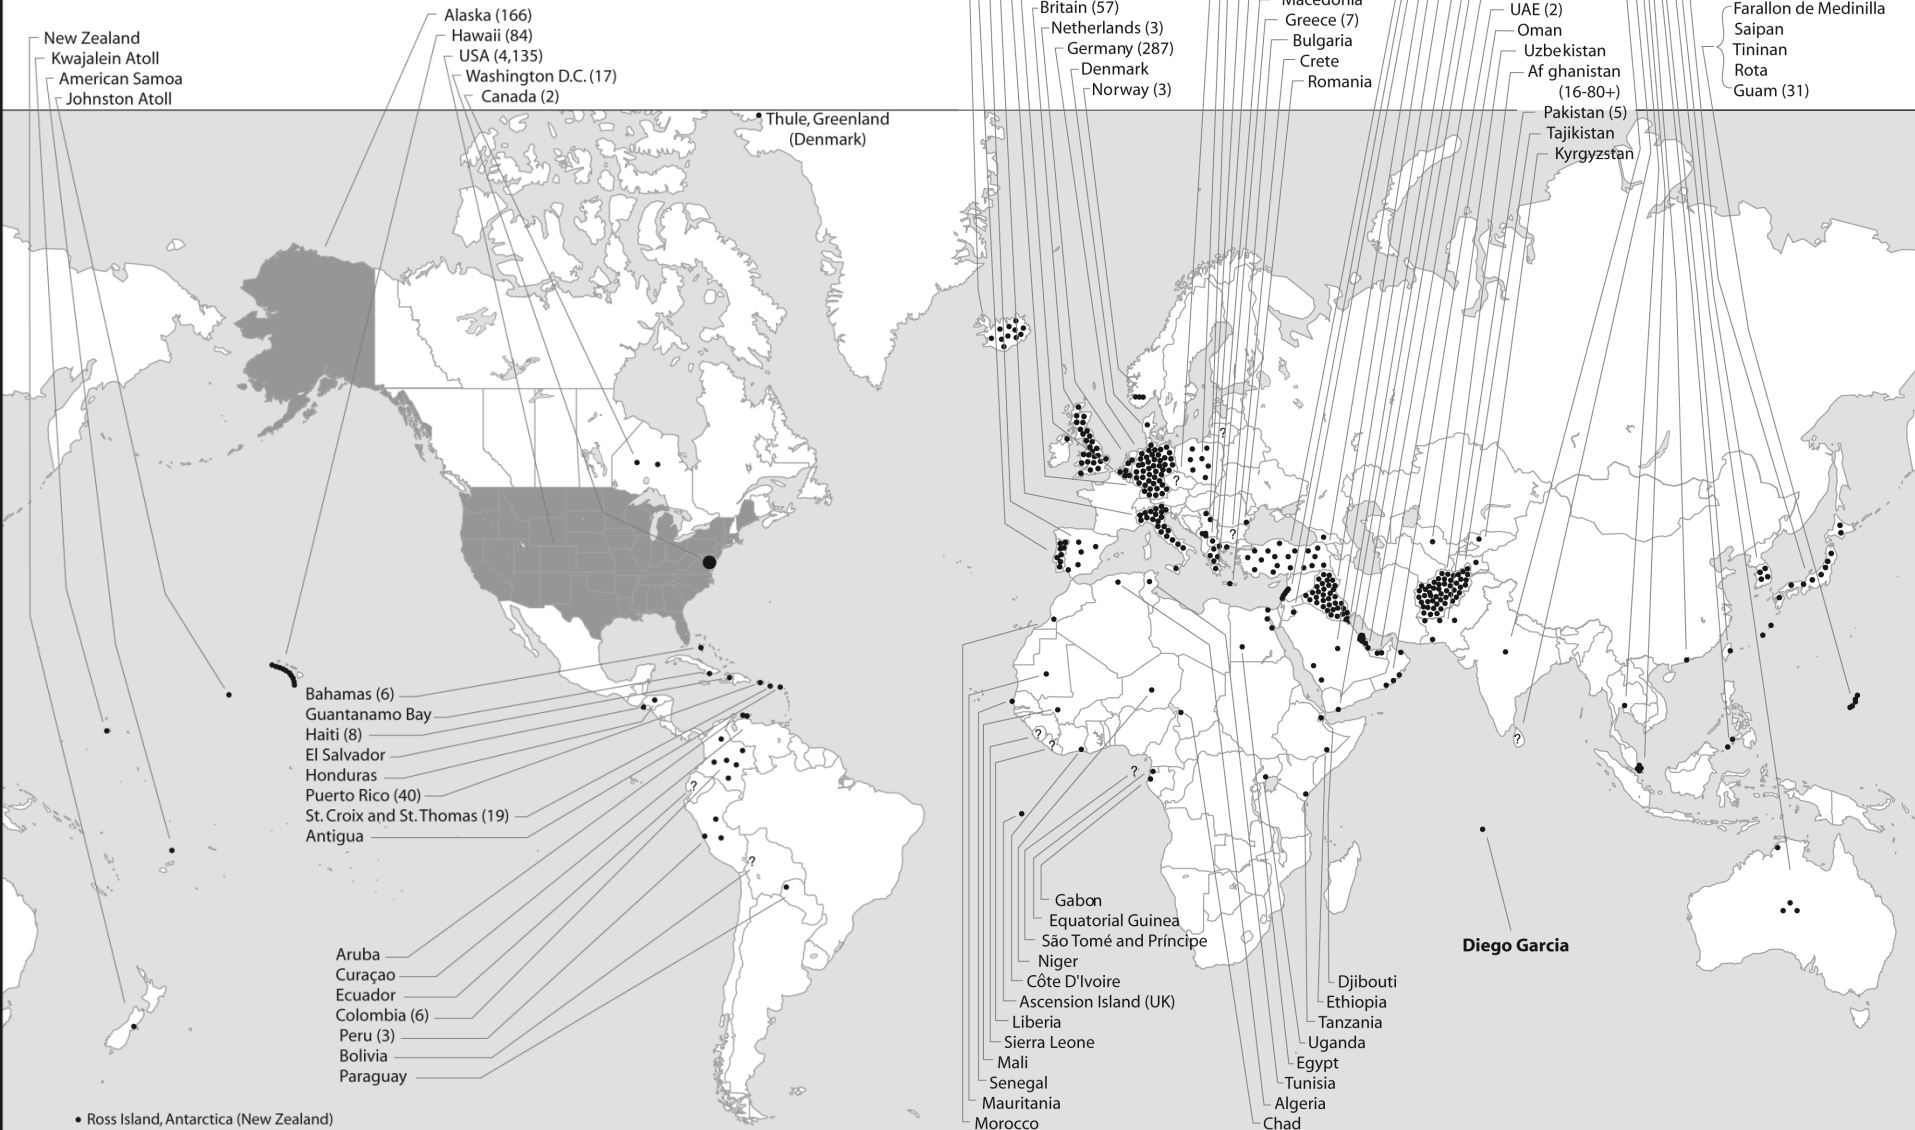 New Zealand
Kwajalein Atoll
American Samoa
Johnston Atoll
Alaska (166)
Hawaii (84)
USA (4,135)
Washington D.C. (17)
Canada (2)
Thule, Greenland
(Denmark)
Britain (57)
Netherlands (3)
Germany (287)
Denmark
Norway (3)
Macedonia
Greece (7)
Bulgaria
Crete
Romania
UAE (2)
Oman
Uzbekistan
Af ghanistan
(16-80+)
Pakistan (5)
Tajikistan
Kyrgyzstan
Farallon de Medinilla
Saipan
Tininan
Rota
Guam (31)
?
?
?
?
?
?
?
?
?
Bahamas (6)
Guantanamo Bay
Haiti (8)
El Salvador
Honduras
Puerto Rico (40)
St. Croix and St. Thomas (19)
Antigua
Aruba
Curaçao
Ecuador
Colombia (6)
Peru (3)
Bolivia
Paraguay
Ross Island, Antarctica (New Zealand)
Gabon
Equatorial Guinea
São Tomé and Príncipe
Niger
Côte D'Ivoire
Ascension Island (UK)
Liberia
Sierra Leone
Mali
Senegal
Mauritania
Morocco
Djibouti
Ethiopia
Tanzania
Uganda
Egypt
Tunisia
Algeria
Chad
Diego Garcia